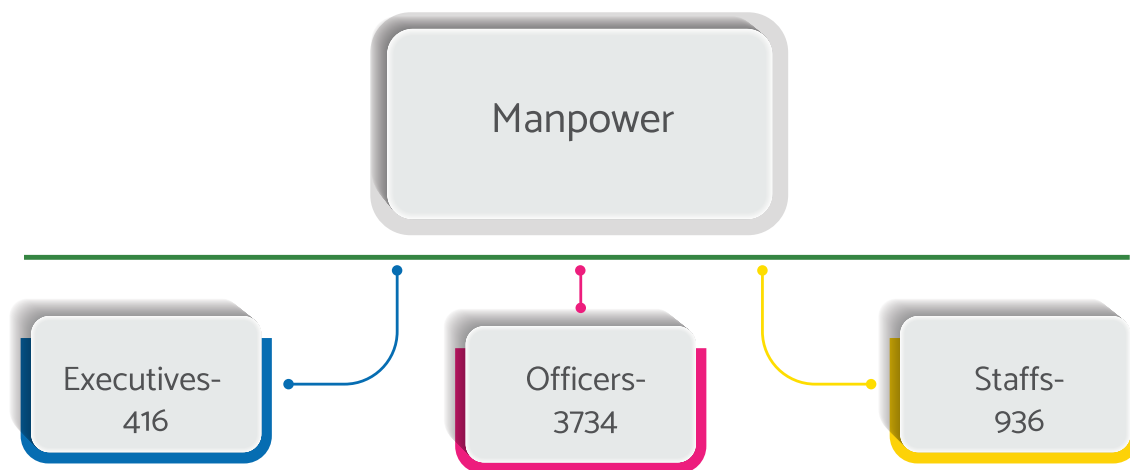 Manpower
Executives-
416
Officers-
3734
Staffs-
936